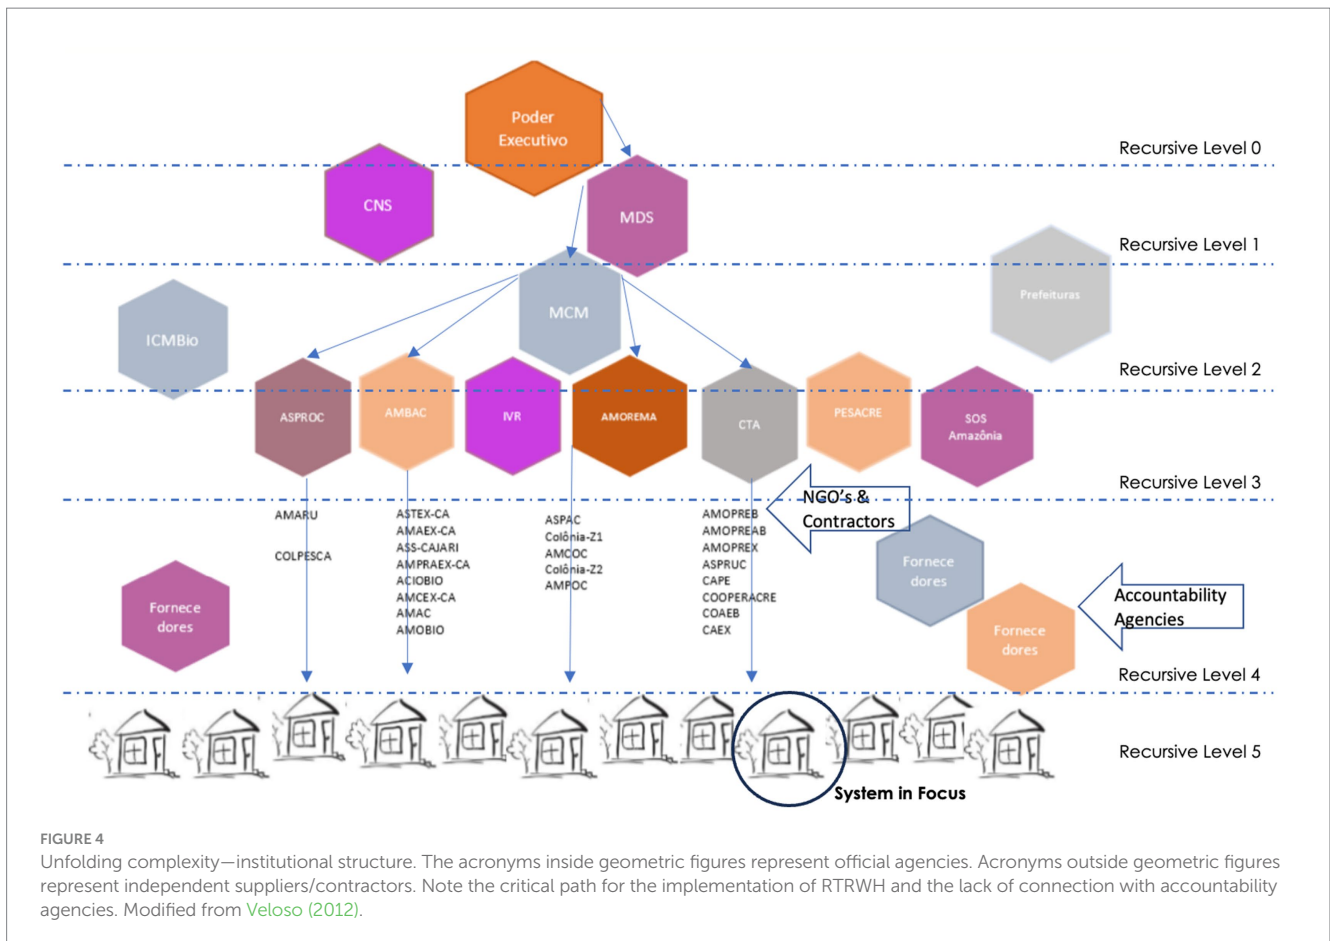 Poder
Executivo
Recursive Level 0
CNS
MDS
Recursive Level 1
MCM
Prefeituras
ICMBio
Recursive Level 2
ASPROC
AMBAC
IVR
AMOREMA
CTA
PESACRE
SOS
Amazônia
Recursive Level 3
NGO's &
Contractors
AMARU
COLPESCA
ASTEX-CA
AMAEX-CA
ASS-CAJARI
AMPRAEX-CA
ACIOBIO
AMCEX-CA
AMAC
AMOBIO
ASPAC
Colônia-Z1
AMCOC
Colônia-Z2
AMPOC
AMOPREB
AMOPREAB
AMOPREX
ASPRUC
CAPE
COOPERACRE
COAEB
CAEX
Fornece
dores
Fornece
dores
Fornece
dores
Accountability
Agencies
Recursive Level 4
Recursive Level 5
System in Focus
FIGURE 4
Unfolding complexity—institutional structure. The acronyms inside geometric figures represent official agencies. Acronyms outside geometric figures
represent independent suppliers/contractors. Note the critical path for the implementation of RTRWH and the lack of connection with accountability
agencies. Modified from Veloso (2012).